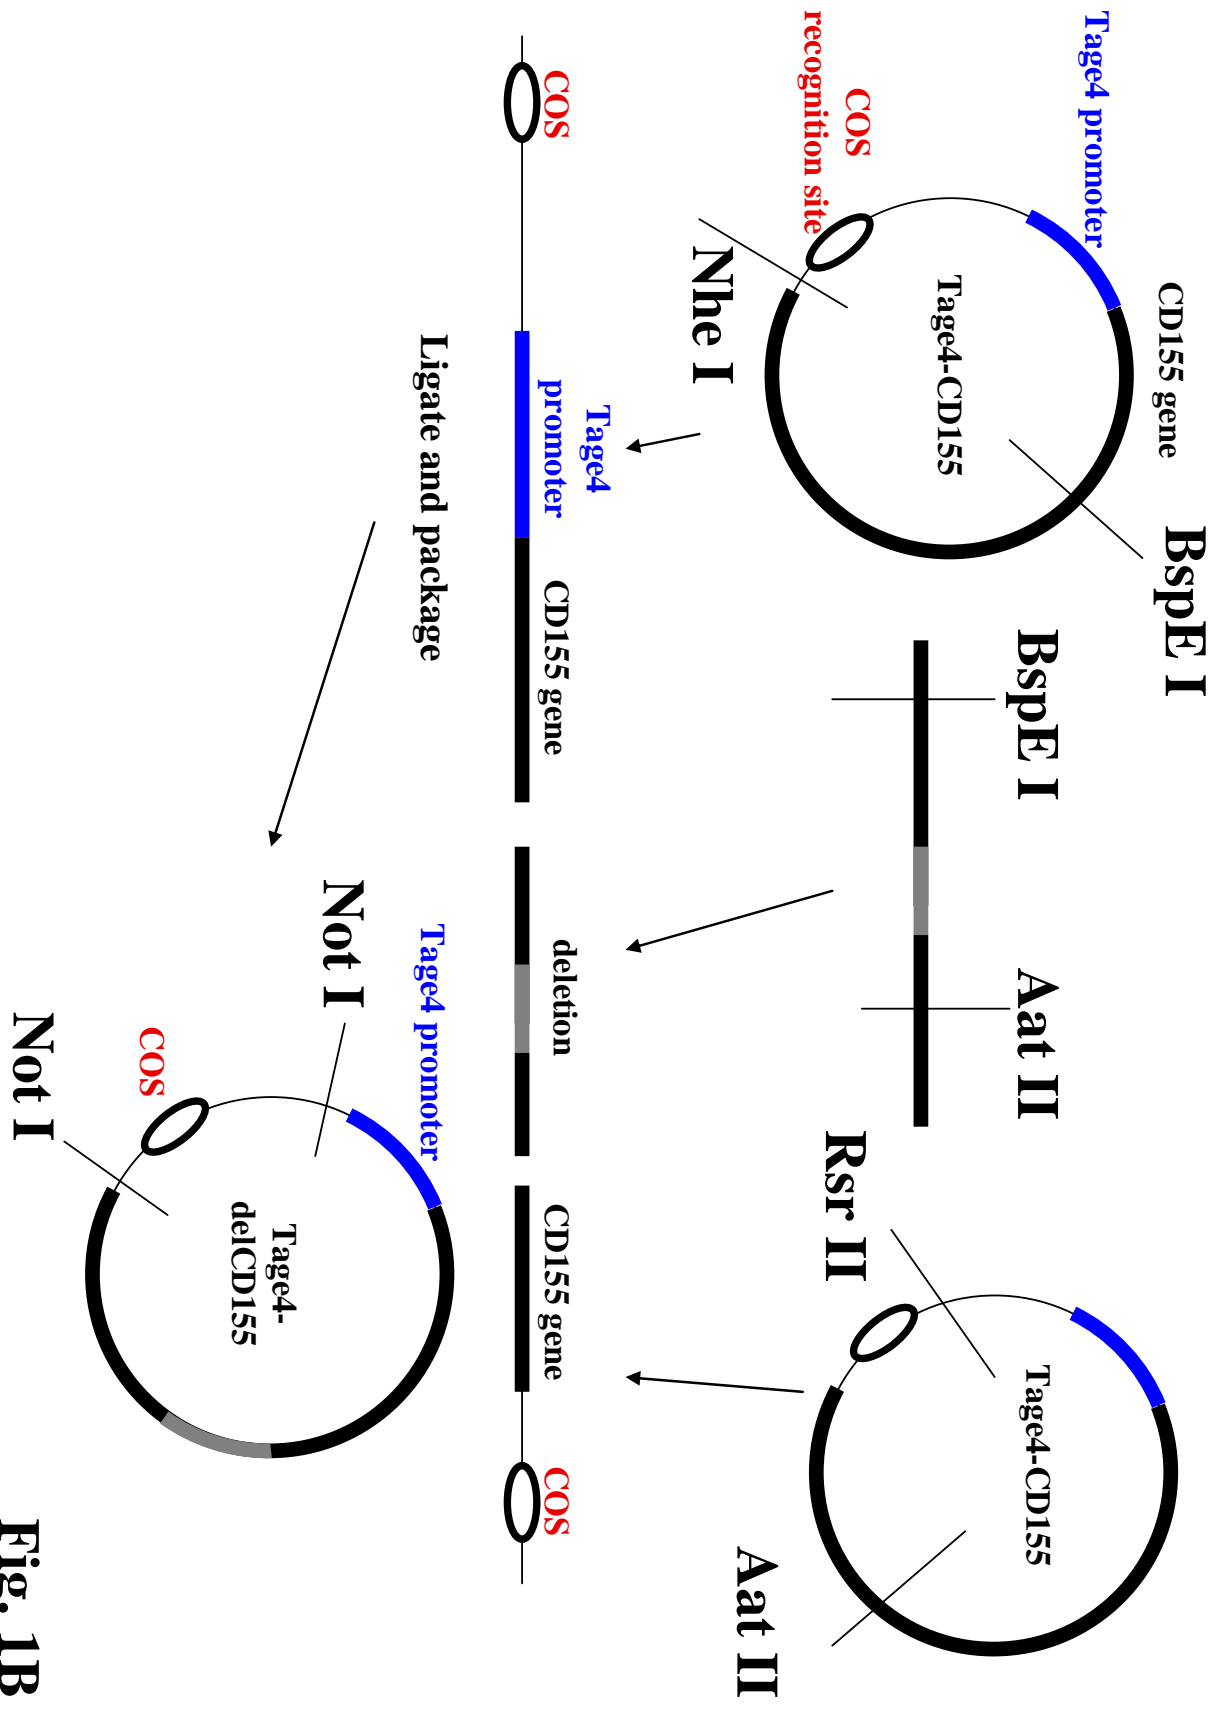 CD155 gene
BspE I
Tage4 promoter
Tage4-CD155
COS
recognition site
Nhe I
BspE I
Aat II
Rsr II
Tage4-CD155
Aat II
COS
Tage4
promoter
CD155 gene
deletion
CD155 gene
COS
Ligate and package
Tage4 promoter
Not I
Tage4-
delCD155
COS
Not I
Fig. 1B